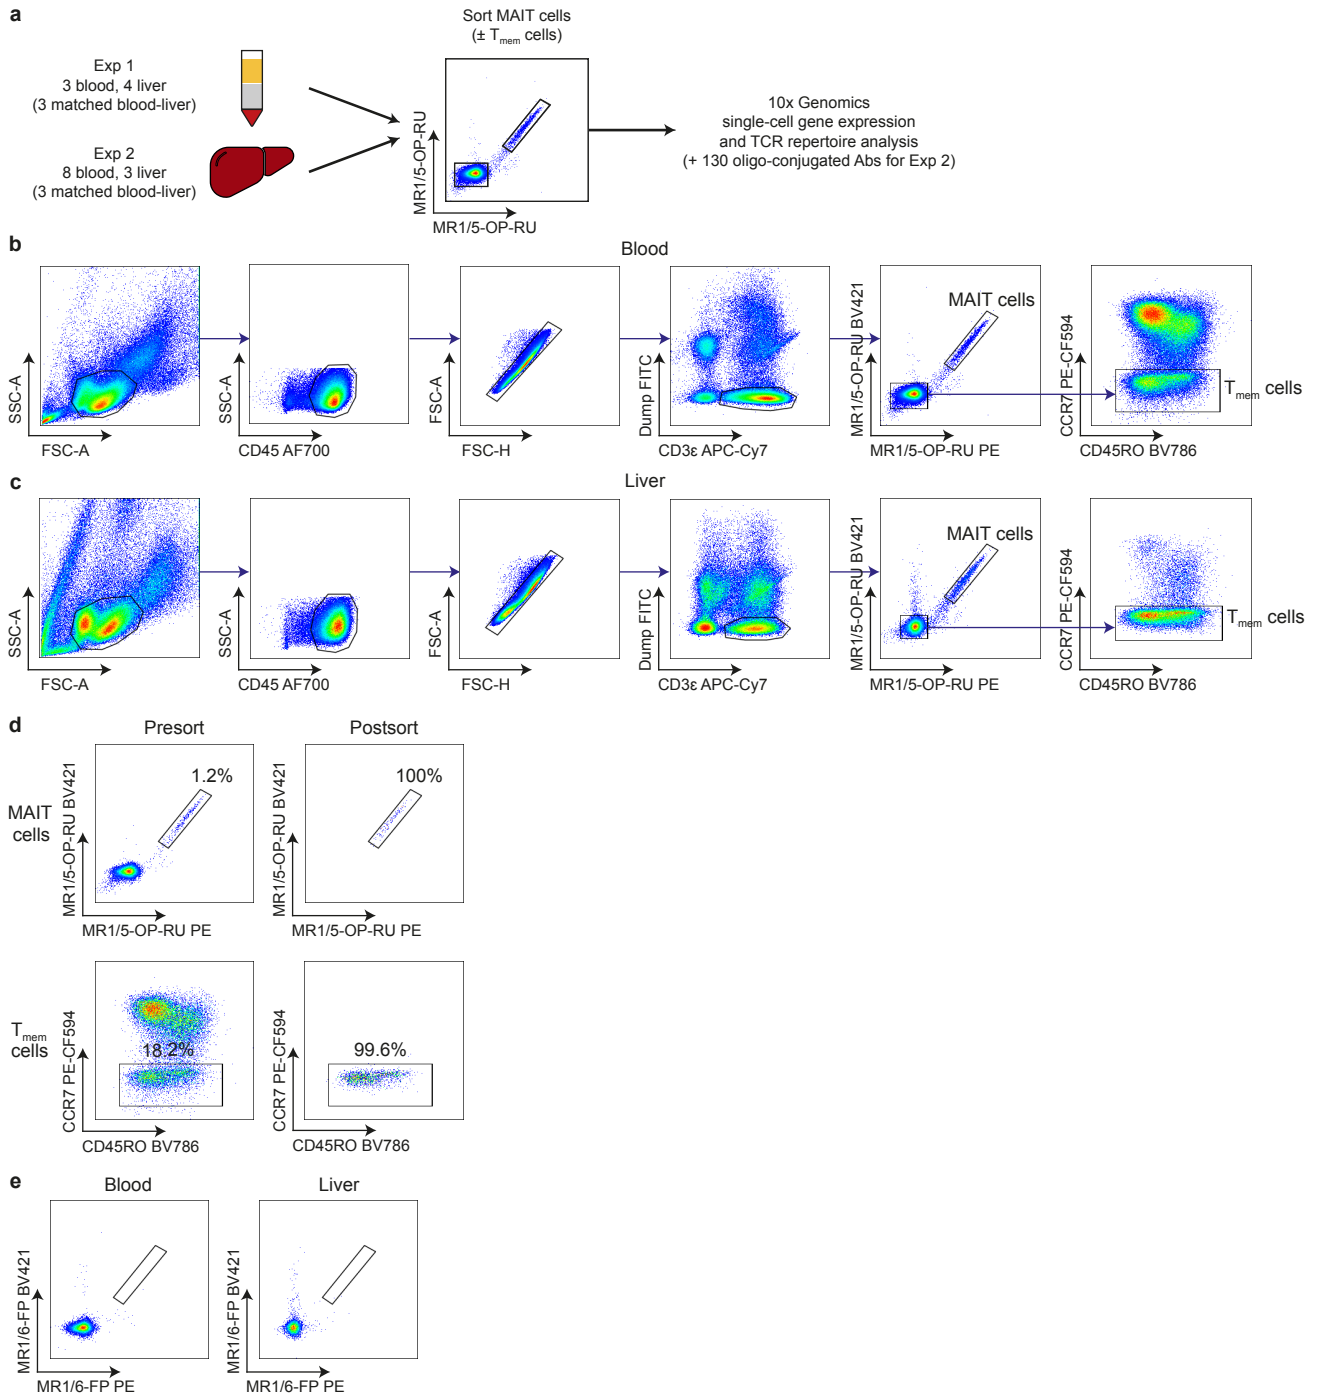 a
Sort MAIT cells
(± Tmem cells)
Exp 1
3 blood, 4 liver
(3 matched blood-liver)
Exp 2
8 blood, 3 liver
(3 matched blood-liver)
MR1/5-OP-RU
MR1/5-OP-RU
10x Genomics
single-cell gene expression
and TCR repertoire analysis
(+ 130 oligo-conjugated Abs for Exp 2)
b
Blood
SSC-A
FSC-A
SSC-A
CD45 AF700
FSC-A
FSC-H
Dump FITC
CD3ε APC-Cy7
MR1/5-OP-RU BV421
MAIT cells
MR1/5-OP-RU PE
CCR7 PE-CF594
Tmem cells
CD45RO BV786
c
Liver
SSC-A
FSC-A
SSC-A
CD45 AF700
FSC-A
FSC-H
Dump FITC
CD3ε APC-Cy7
MR1/5-OP-RU BV421
MAIT cells
MR1/5-OP-RU PE
CCR7 PE-CF594
Tmem cells
CD45RO BV786
d
Presort
Postsort
MAIT
cells
MR1/5-OP-RU BV421
1.2%
MR1/5-OP-RU PE
MR1/5-OP-RU BV421
100%
MR1/5-OP-RU PE
Tmem
cells
CCR7 PE-CF594
18.2%
CD45RO BV786
CCR7 PE-CF594
99.6%
CD45RO BV786
e
Blood
Liver
MR1/6-FP BV421
MR1/6-FP PE
MR1/6-FP BV421
MR1/6-FP PE